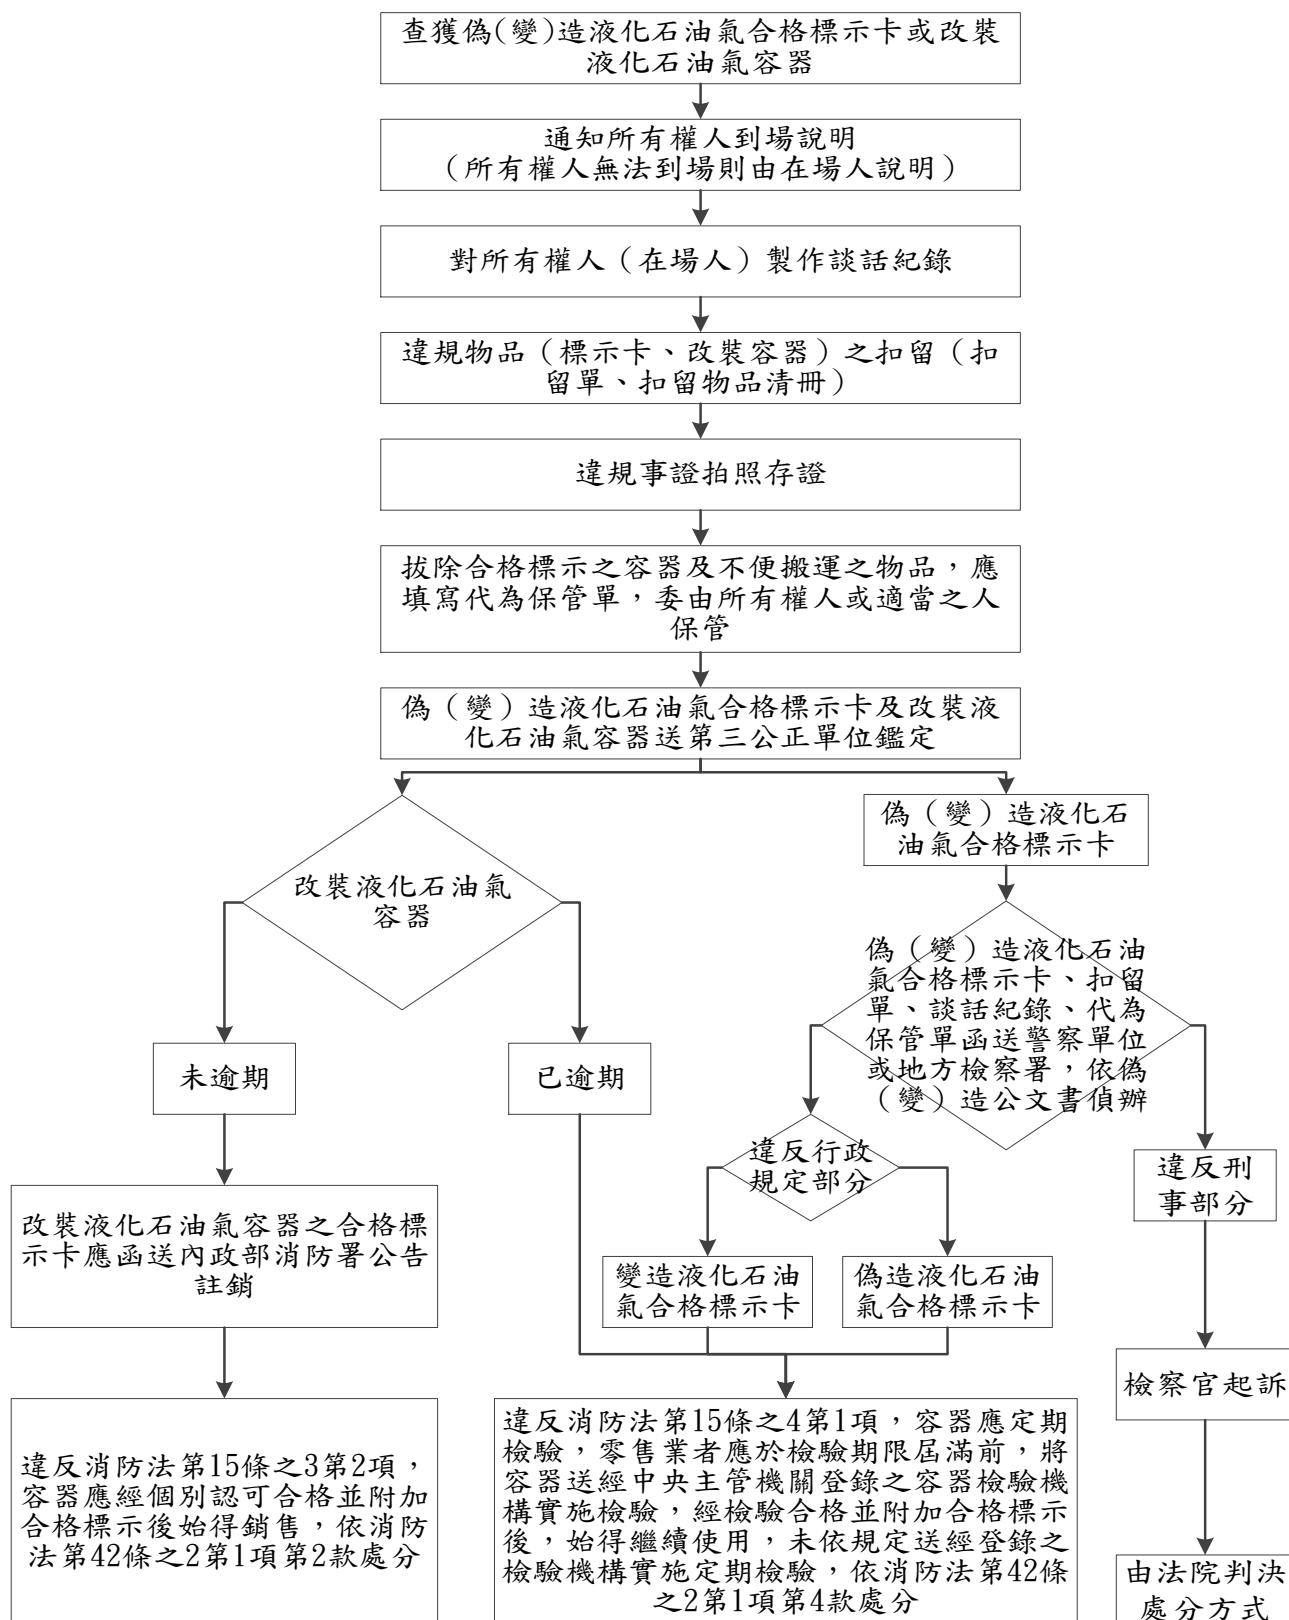 查獲偽(變)造液化石油氣合格標示卡或改裝
液化石油氣容器
通知所有權人到場說明
（所有權人無法到場則由在場人說明）
對所有權人（在場人）製作談話紀錄
違規物品（標示卡、改裝容器）之扣留（扣
留單、扣留物品清冊）
違規事證拍照存證
拔除合格標示之容器及不便搬運之物品，應
填寫代為保管單，委由所有權人或適當之人
保管
偽（變）造液化石油氣合格標示卡及改裝液
化石油氣容器送第三公正單位鑑定
改裝液化石油氣
容器
偽（變）造液化石
油氣合格標示卡
偽（變）造液化石油
氣合格標示卡、扣留
單、談話紀錄、代為
保管單函送警察單位
或地方檢察署，依偽
（變）造公文書偵辦
未逾期
已逾期
違反行政
規定部分
違反刑
事部分
改裝液化石油氣容器之合格標
示卡應函送內政部消防署公告
註銷
變造液化石油
氣合格標示卡
偽造液化石油
氣合格標示卡
檢察官起訴
違反消防法第15條之3第2項，
容器應經個別認可合格並附加
合格標示後始得銷售，依消防
法第42條之2第1項第2款處分
違反消防法第15條之4第1項，容器應定期
檢驗，零售業者應於檢驗期限屆滿前，將
容器送經中央主管機關登錄之容器檢驗機
構實施檢驗，經檢驗合格並附加合格標示
後，始得繼續使用，未依規定送經登錄之
檢驗機構實施定期檢驗，依消防法第42條
之2第1項第4款處分
由法院判決
處分方式